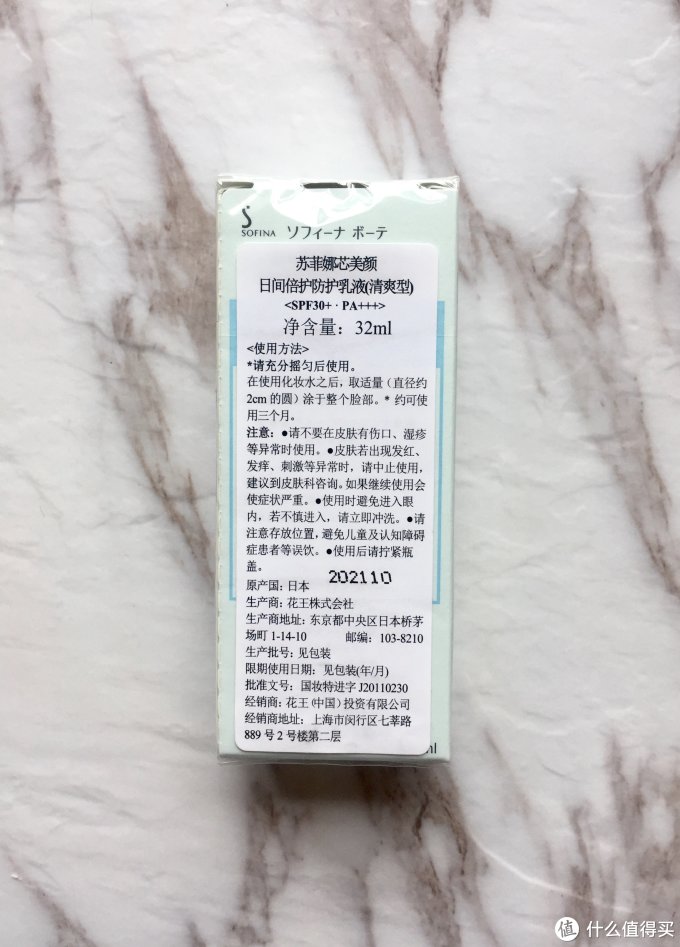 SOFINA ソフィーナ ボーテ
苏菲娜芯美颜
日间倍护防护乳液(清爽型)
<SPF30+ · PA+++>
净含量：32ml
<使用方法>
*请充分摇匀后使用。
在使用化妆水之后，取适量（直径约
2cm 的圆）涂于整个脸部。* 约可使
用三个月。
注意：●请不要在皮肤有伤口、湿疹
等异常时使用。●皮肤若出现发红、
发痒、刺激等异常时，请中止使用，
建议到皮肤科咨询。如果继续使用会
使症状严重。●使用时避免进入眼
内，若不慎进入，请立即冲洗。●请
注意存放位置，避免儿童及认知障碍
症患者等误饮。●使用后请拧紧瓶
盖。
202110
原产国：日本
生产商：花王株式会社
生产商地址：东京都中央区日本桥茅
场町 1-14-10 邮编：103-8210
生产批号：见包装
限期使用日期：见包装(年/月)
批准文号：国妆特进字 J20110230
经销商：花王（中国）投资有限公司
经销商地址：上海市闵行区七莘路
889 号 2 号楼第二层
ml
值 什么值得买